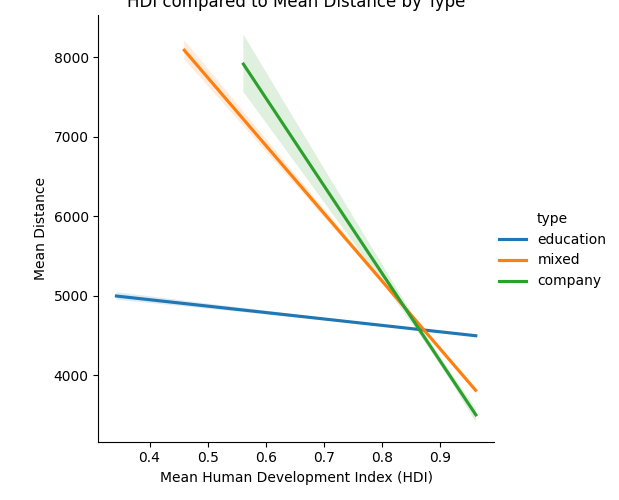 HDI compared to Mean Distance by Type
8000
7000
6000
5000
4000
Mean Distance
0.4 0.5 0.6 0.7 0.8 0.9
Mean Human Development Index (HDI)
type
education
mixed
company